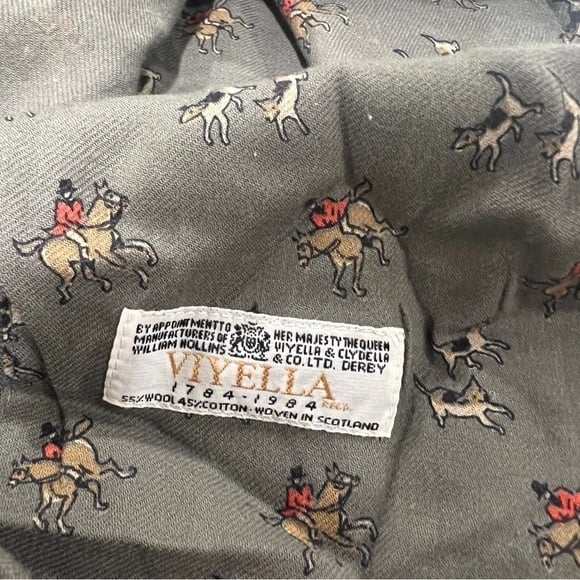 BY APPOINTMENT TO HER MAJESTY THE QUEEN
MANUFACTURERS OF VIYELLA & CLYDELLA
WILLIAM HOLLINS & CO. LTD. DERBY
VIYELLA
1784-1984 REGD.
55% WOOL 45% COTTON - WOVEN IN SCOTLAND